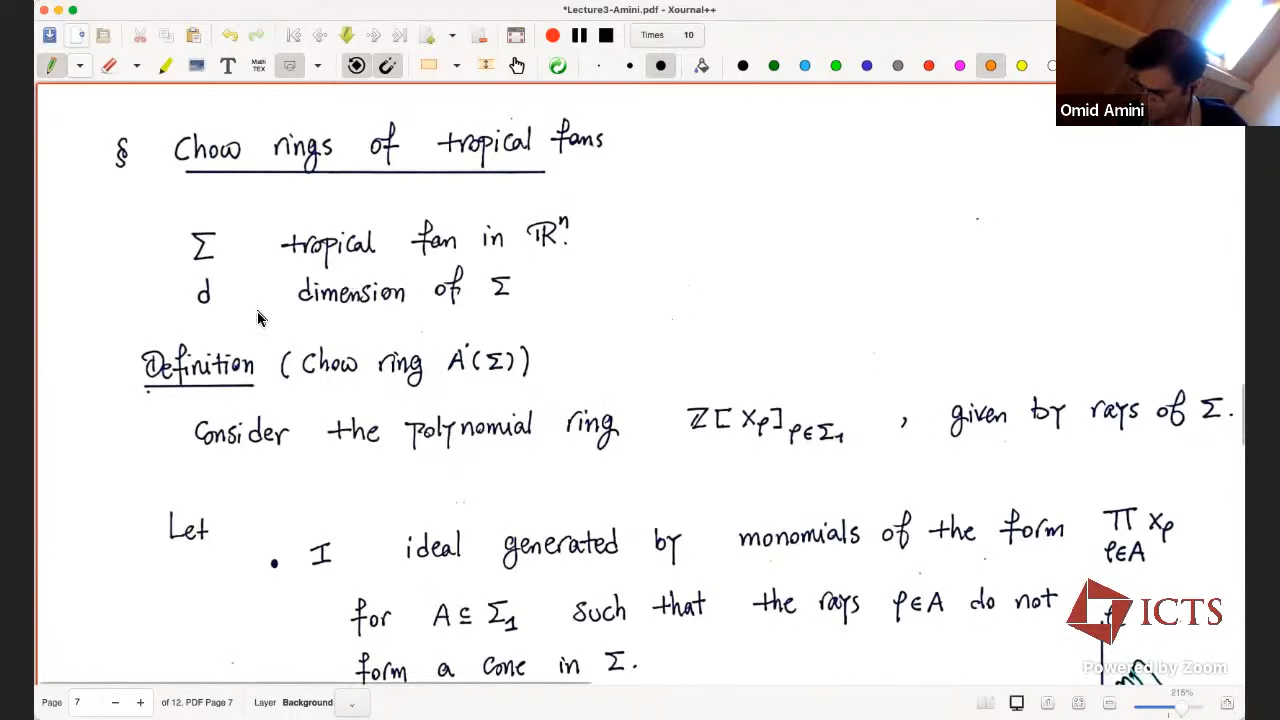 *Lecture3-Amini.pdf - Xournal++
Times 10
T
Math
TEX
Omid Amini
§ Chow rings of tropical fans
Σ tropical fan in ℝⁿ.
d dimension of Σ
Definition (Chow ring A˙(Σ))
Consider the polynomial ring ℤ[x_ρ]_{ρ∈Σ₁} , given by rays of Σ.
Let
• I ideal generated by monomials of the form ∏_{ρ∈A} x_ρ
for A ⊆ Σ₁ such that the rays ρ∈A do not
form a cone in Σ.
ICTS
Powered by Zoom
Page 7 of 12, PDF Page 7 Layer Background
215%